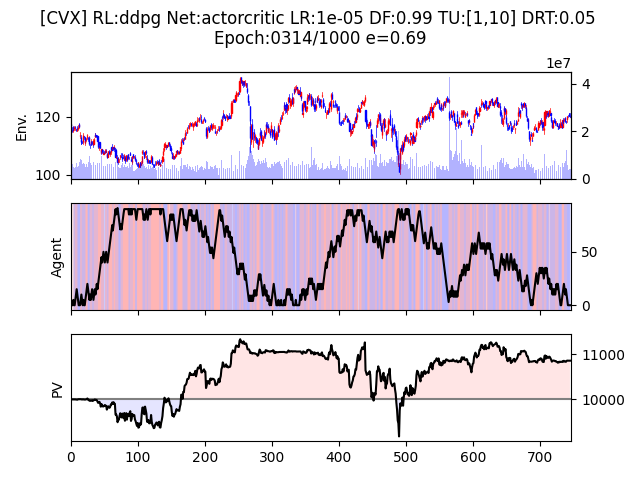 [CVX] RL:ddpg Net:actorcritic LR:1e-05 DF:0.99 TU:[1,10] DRT:0.05
Epoch:0314/1000 e=0.69
1e7
Env.
120
100
4
2
0
Agent
50
0
PV
11000
10000
0 100 200 300 400 500 600 700